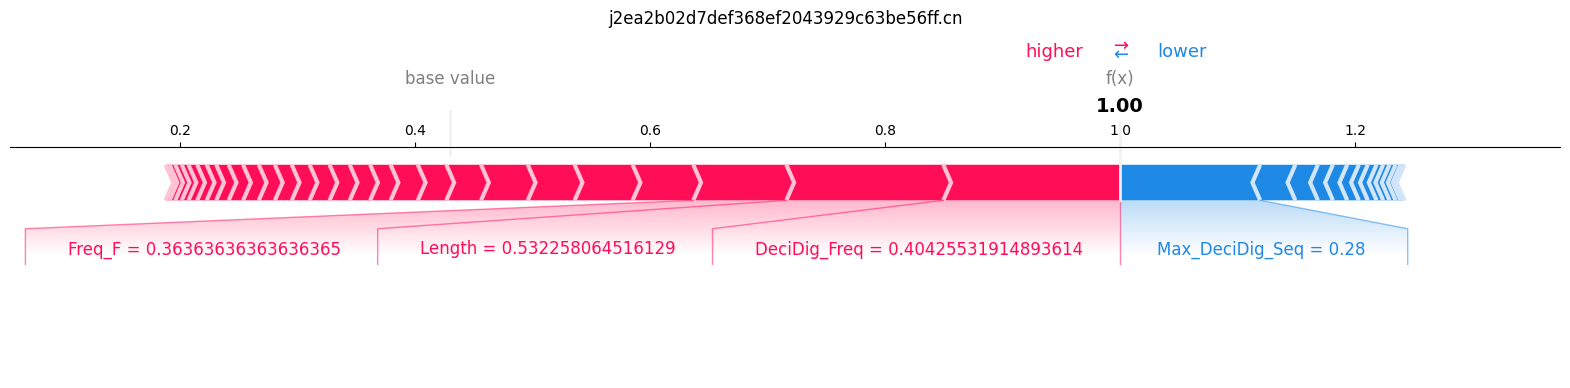 j2ea2b02d7def368ef2043929c63be56ff.cn
higher → ← lower
base value f(x)
1.00
0.2 0.4 0.6 0.8 1 0 1.2
Freq_F = 0.36363636363636365 Length = 0.532258064516129 DeciDig_Freq = 0.40425531914893614 Max_DeciDig_Seq = 0.28